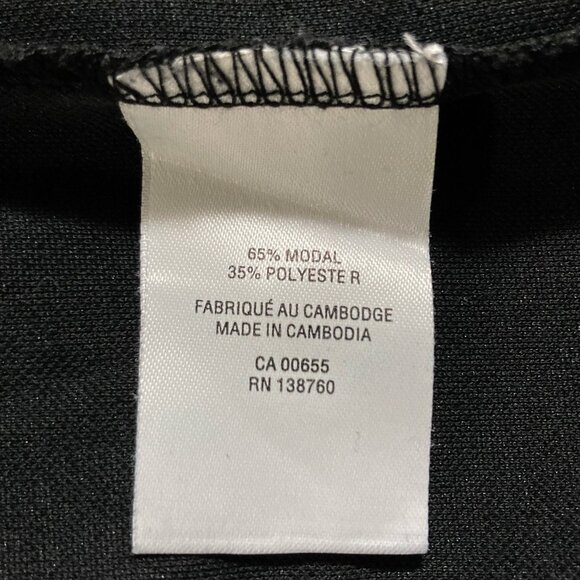 65% MODAL
35% POLYESTE R
FABRIQUÉ AU CAMBODGE
MADE IN CAMBODIA
CA 00655
RN 138760